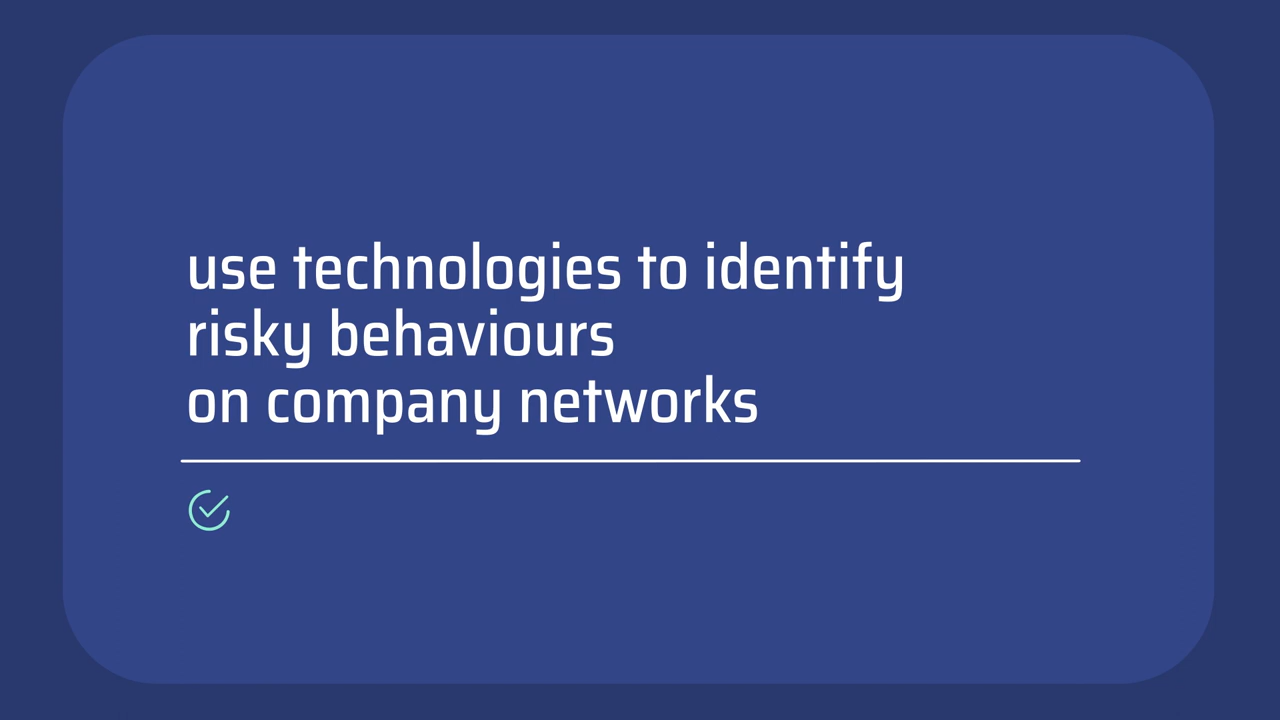 use technologies to identify
risky behaviours
on company networks